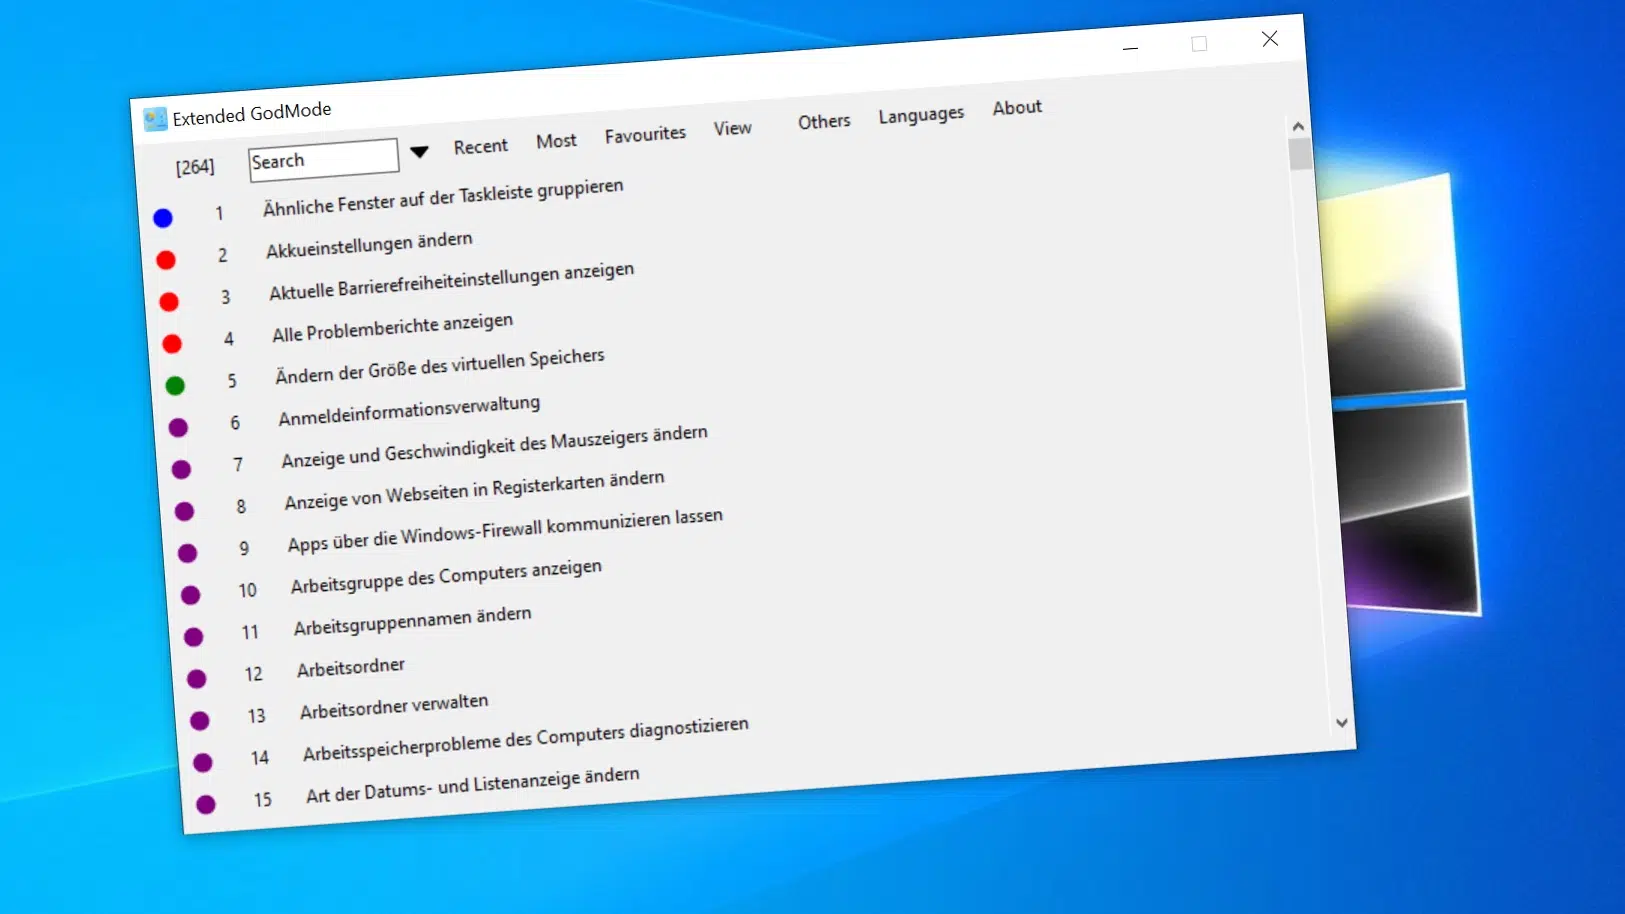 Extended GodMode
[264] Search Recent Most Favourites View Others Languages About
1 Ähnliche Fenster auf der Taskleiste gruppieren
2 Akkueinstellungen ändern
3 Aktuelle Barrierefreiheiteinstellungen anzeigen
4 Alle Problemberichte anzeigen
5 Ändern der Größe des virtuellen Speichers
6 Anmeldeinformationsverwaltung
7 Anzeige und Geschwindigkeit des Mauszeigers ändern
8 Anzeige von Webseiten in Registerkarten ändern
9 Apps über die Windows-Firewall kommunizieren lassen
10 Arbeitsgruppe des Computers anzeigen
11 Arbeitsgruppennamen ändern
12 Arbeitsordner
13 Arbeitsordner verwalten
14 Arbeitsspeicherprobleme des Computers diagnostizieren
15 Art der Datums- und Listenanzeige ändern